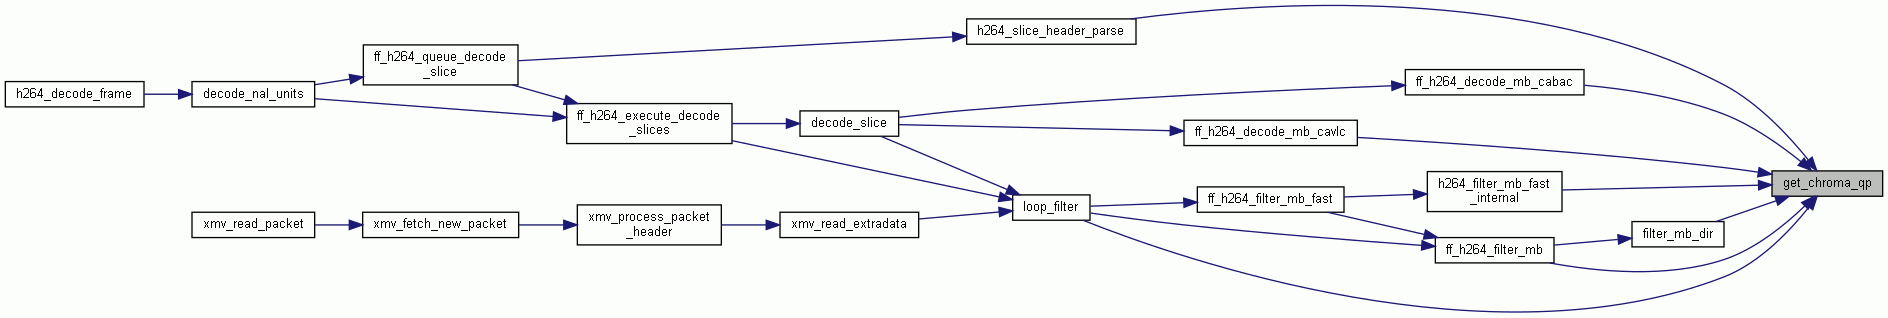 h264_decode_frame
decode_nal_units
ff_h264_queue_decode
_slice
ff_h264_execute_decode
_slices
decode_slice
h264_slice_header_parse
ff_h264_decode_mb_cabac
ff_h264_decode_mb_cavlc
get_chroma_qp
h264_filter_mb_fast
_internal
ff_h264_filter_mb_fast
loop_filter
filter_mb_dir
ff_h264_filter_mb
xmv_read_packet
xmv_fetch_new_packet
xmv_process_packet
_header
xmv_read_extradata